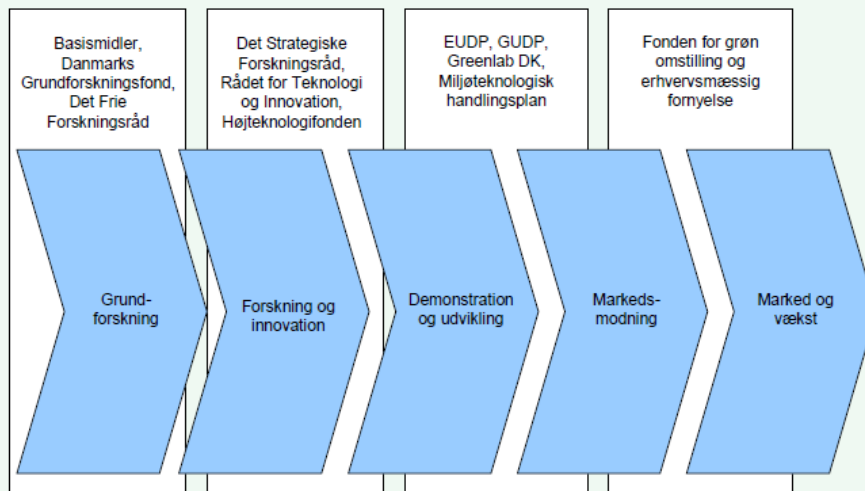 Basismidler,
Danmarks
Grundforskningsfond,
Det Frie
Forskningsråd
Det Strategiske
Forskningsråd,
Rådet for Teknologi
og Innovation,
Højteknologifonden
EUDP, GUDP,
Greenlab DK,
Miljøteknologisk
handlingsplan
Fonden for grøn
omstilling og
erhvervsmæssig
fornyelse
Grund-
forskning
Forskning og
innovation
Demonstration
og udvikling
Markeds-
modning
Marked og
vækst